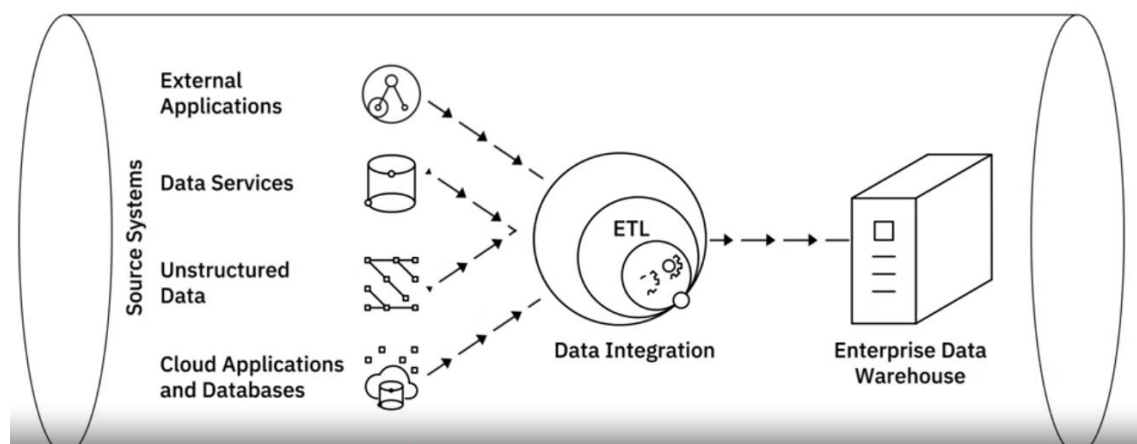 Source Systems
External
Applications
Data Services
Unstructured
Data
Cloud Applications
and Databases
ETL
Data Integration
Enterprise Data
Warehouse